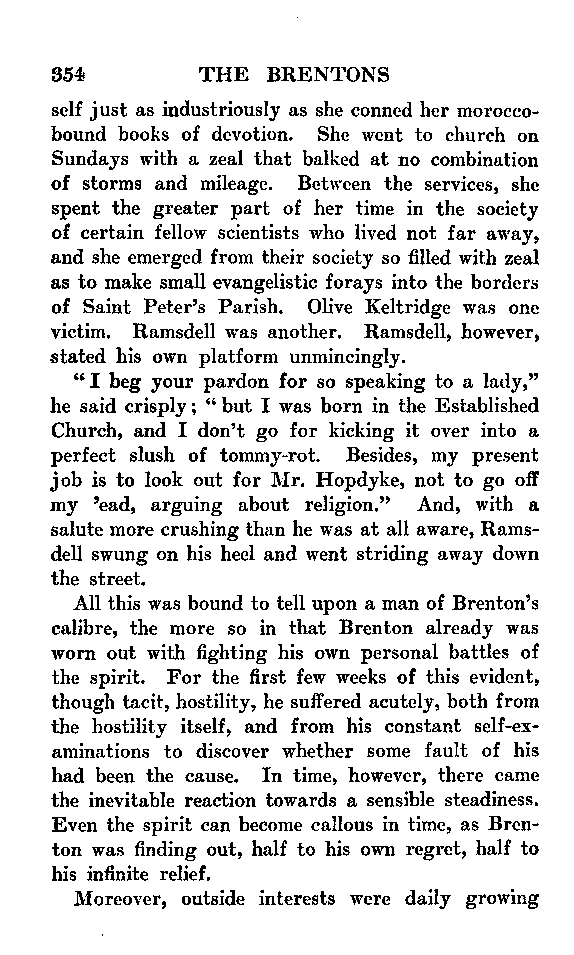 354 THE BRENTONS
self just as industriously as she conned her morocco-
bound books of devotion. She went to church on
Sundays with a zeal that balked at no combination
of storms and mileage. Between the services, she
spent the greater part of her time in the society
of certain fellow scientists who lived not far away,
and she emerged from their society so filled with zeal
as to make small evangelistic forays into the borders
of Saint Peter's Parish. Olive Keltridge was one
victim. Ramsdell was another. Ramsdell, however,
stated his own platform unmincingly.
"I beg your pardon for so speaking to a lady,"
he said crisply; "but I was born in the Established
Church, and I don't go for kicking it over into a
perfect slush of tommy-rot. Besides, my present
job is to look out for Mr. Hopdyke, not to go off
my 'ead, arguing about religion." And, with a
salute more crushing than he was at all aware, Rams-
dell swung on his heel and went striding away down
the street.
All this was bound to tell upon a man of Brenton's
calibre, the more so in that Brenton already was
worn out with fighting his own personal battles of
the spirit. For the first few weeks of this evident,
though tacit, hostility, he suffered acutely, both from
the hostility itself, and from his constant self-ex-
aminations to discover whether some fault of his
had been the cause. In time, however, there came
the inevitable reaction towards a sensible steadiness.
Even the spirit can become callous in time, as Bren-
ton was finding out, half to his own regret, half to
his infinite relief.
Moreover, outside interests were daily growing